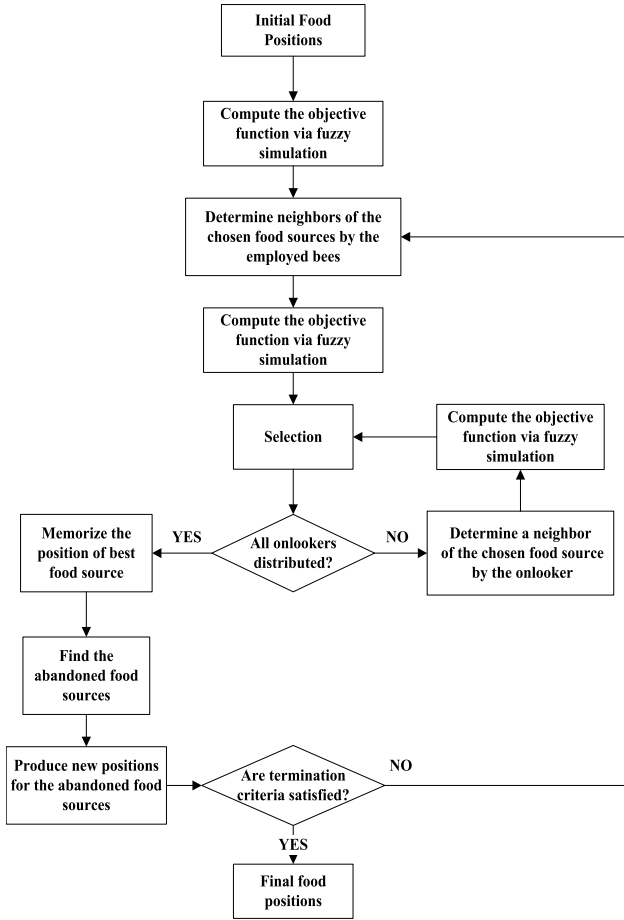 Initial Food
Positions
Compute the objective
function via fuzzy
simulation
Determine neighbors of the
chosen food sources by the
employed bees
Compute the objective
function via fuzzy
simulation
Selection
Compute the objective
function via fuzzy
simulation
All onlookers
distributed?
YES
NO
Memorize the
position of best
food source
Determine a neighbor
of the chosen food source
by the onlooker
Find the
abandoned food
sources
Produce new positions
for the abandoned food
sources
Are termination
criteria satisfied?
NO
YES
Final food
positions